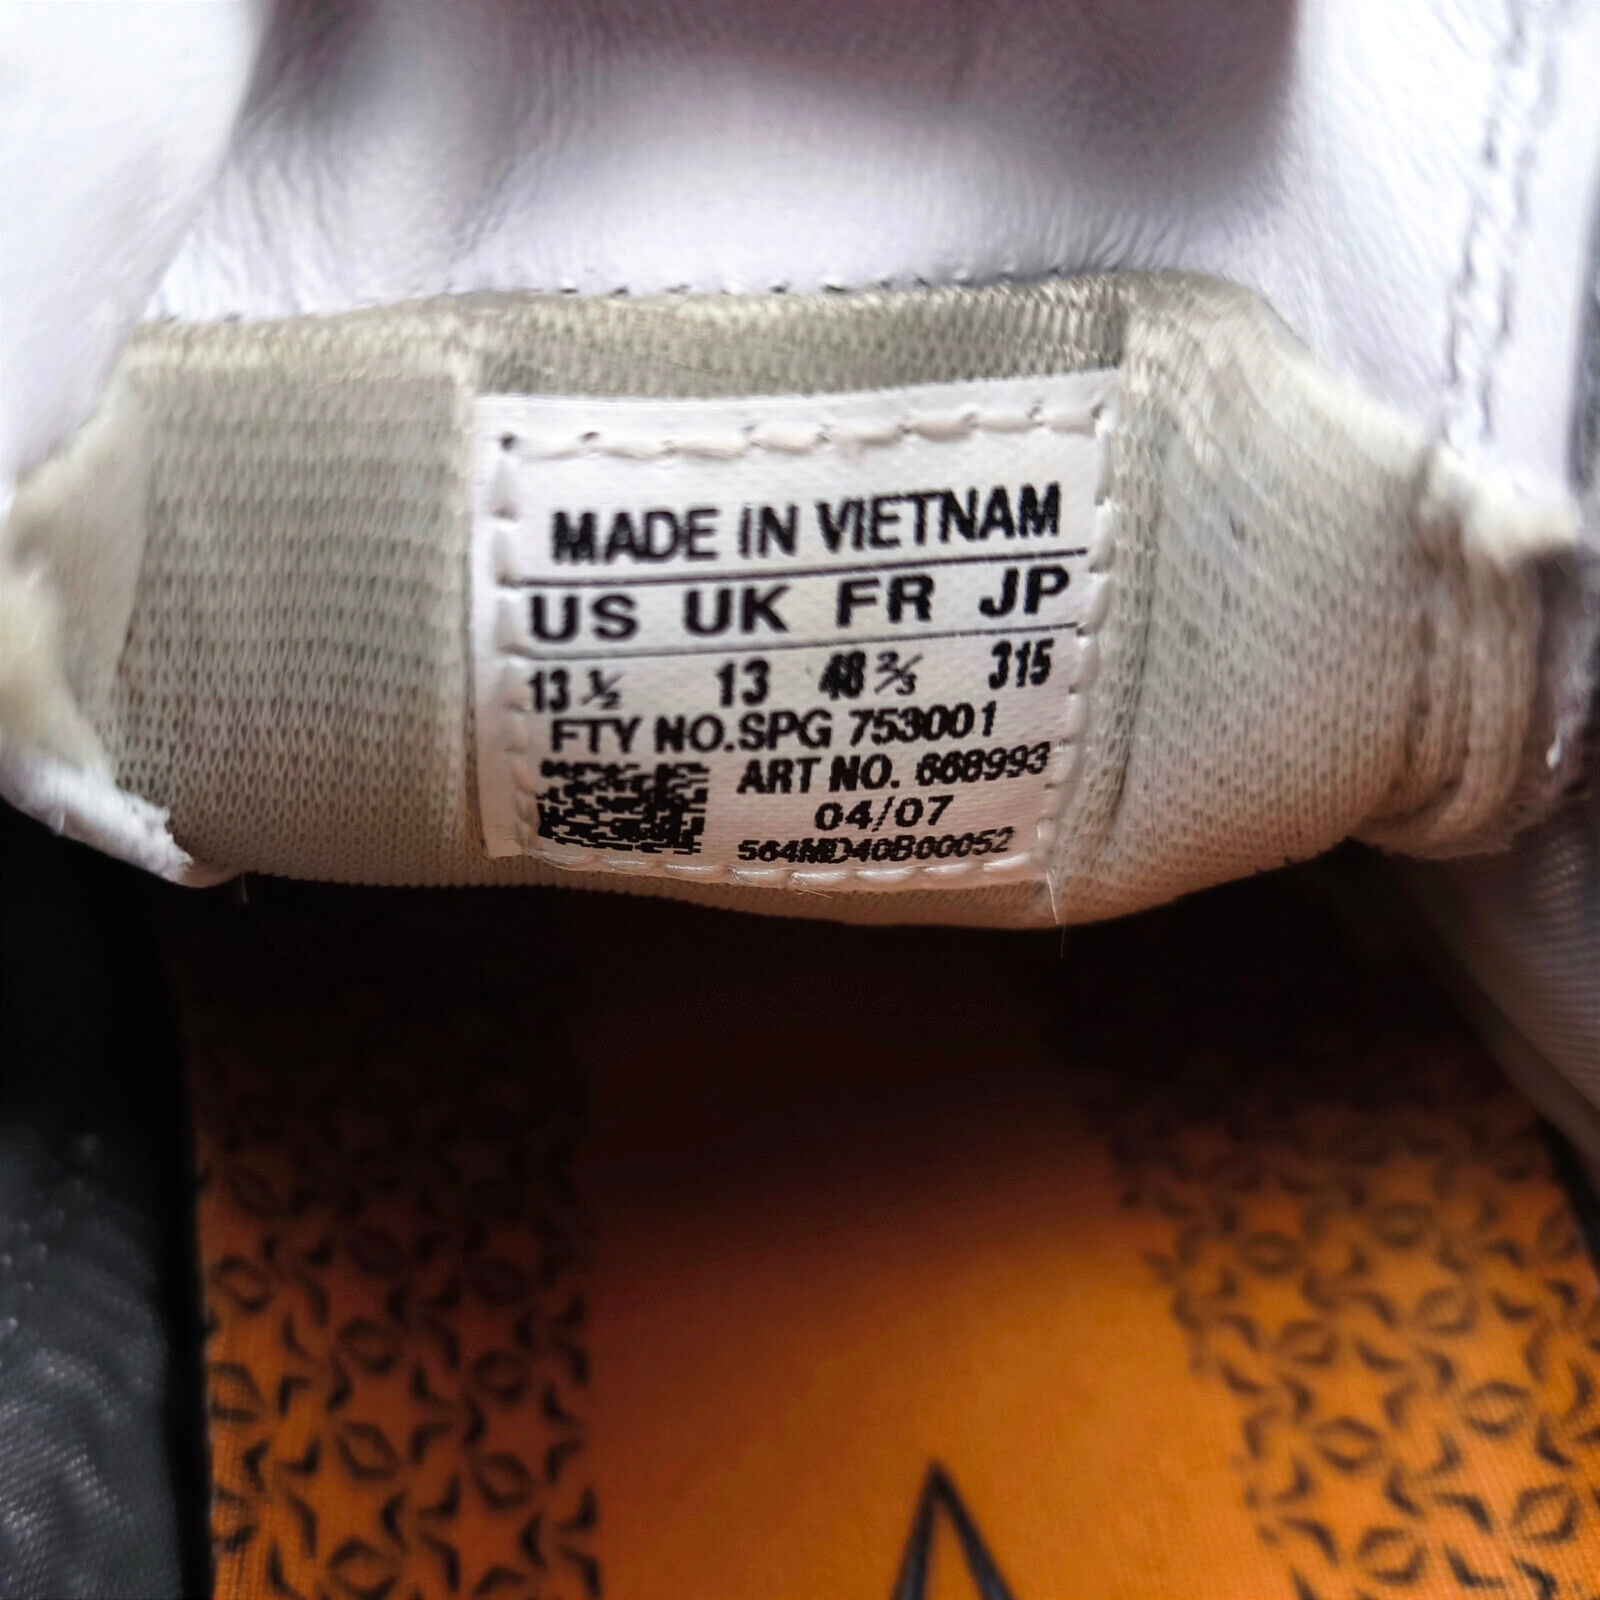 MADE IN VIETNAM
US UK FR JP
13 ½ 13 48 ⅔ 315
FTY NO.SPG 753001
ART NO. 668993
04/07
564MD40B00052